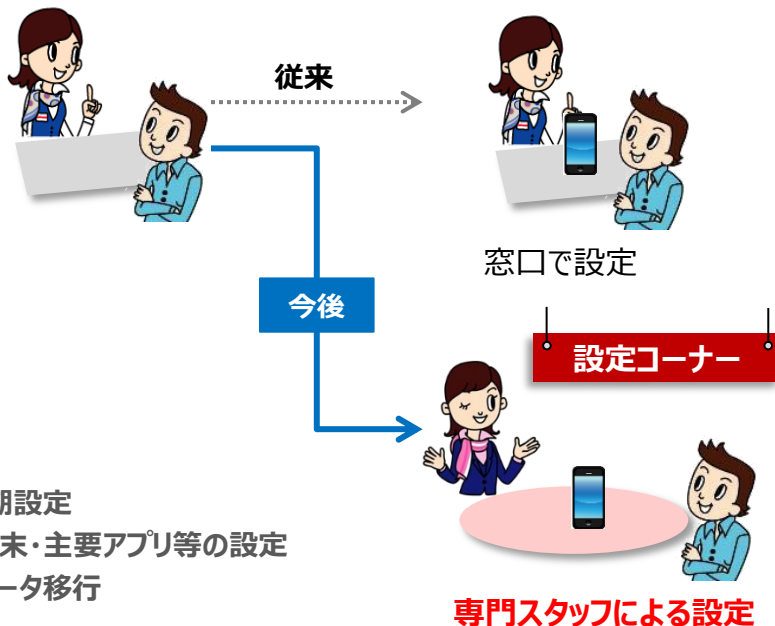 従来
窓口で設定
今後
設定コーナー
期設定
末・主要アプリ等の設定
ータ移行
専門スタッフによる設定